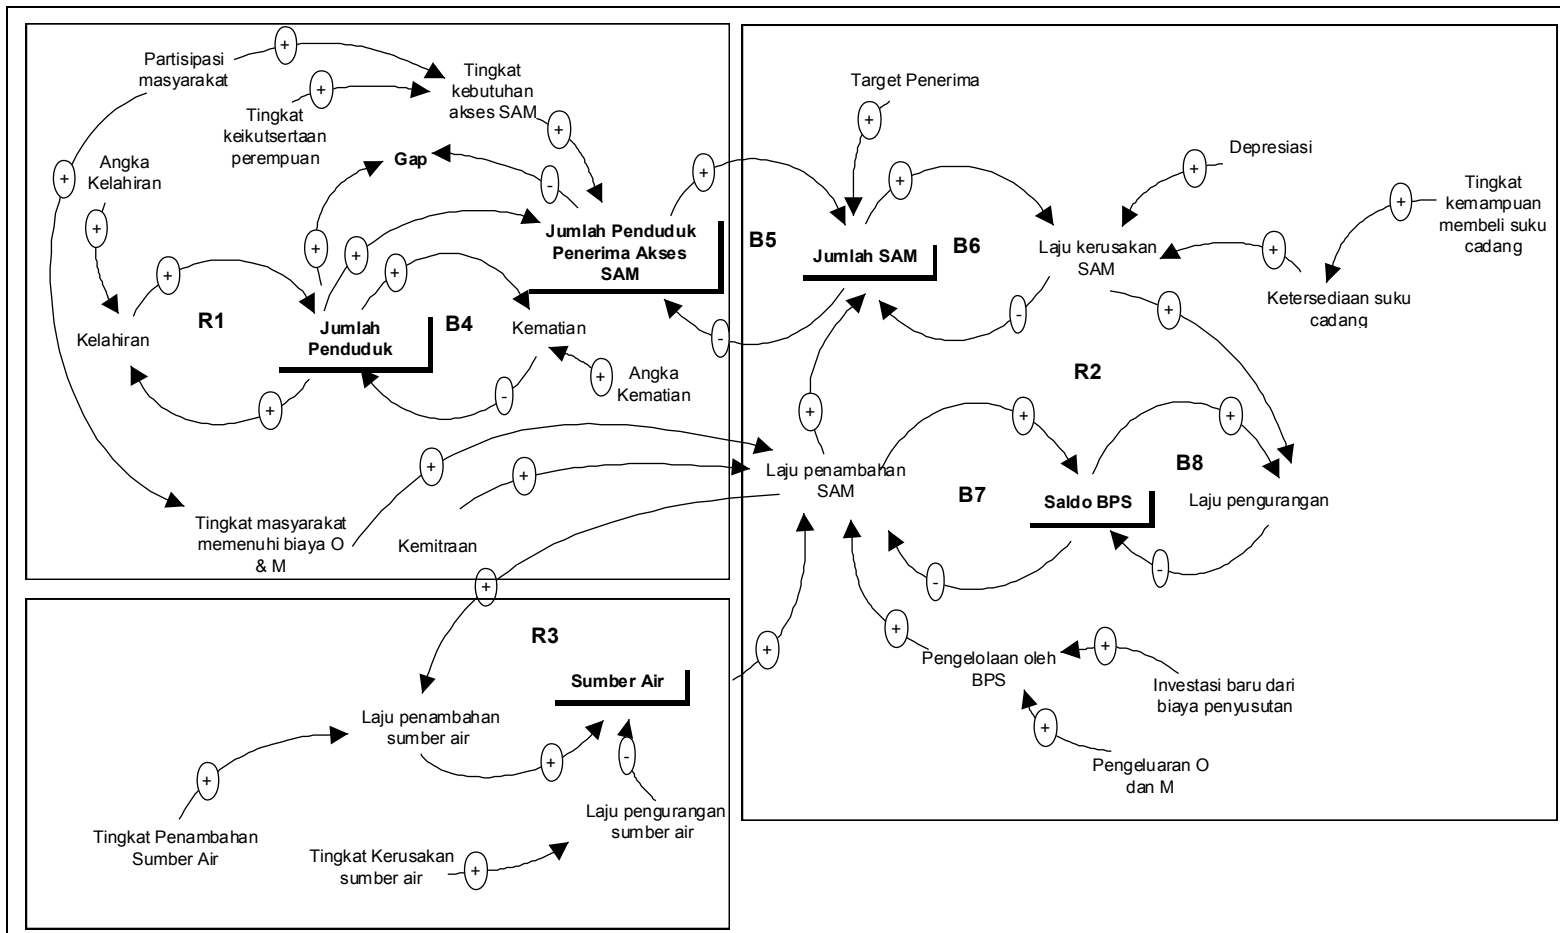 Partisipasi
masyarakat
+
Tingkat
kebutuhan
akses SAM
+
Tingkat
keikutsertaan
perempuan
+
Gap
-
+
Angka
Kelahiran
+
+
Jumlah Penduduk
Penerima Akses
SAM
+
+
+
+
R1
Kelahiran
Jumlah
Penduduk
B4
Kematian
+
-
+
Angka
Kematian
-
+
+
Tingkat masyarakat
memenuhi biaya O
& M
Kemitraan
+
Target Penerima
+
+
-
Depresiasi
+
Tingkat
kemampuan
membeli suku
cadang
+
B5
Jumlah SAM
B6
Laju kerusakan
SAM
+
Ketersediaan suku
cadang
-
+
R2
+
+
+
Laju penambahan
SAM
B7
Saldo BPS
B8
Laju pengurangan
-
-
+
+
Pengelolaan oleh
BPS
+
Investasi baru dari
biaya penyusutan
+
Pengeluaran O
dan M
R3
Sumber Air
Laju penambahan
sumber air
+
-
+
Laju pengurangan
sumber air
Tingkat Penambahan
Sumber Air
Tingkat Kerusakan
sumber air
+